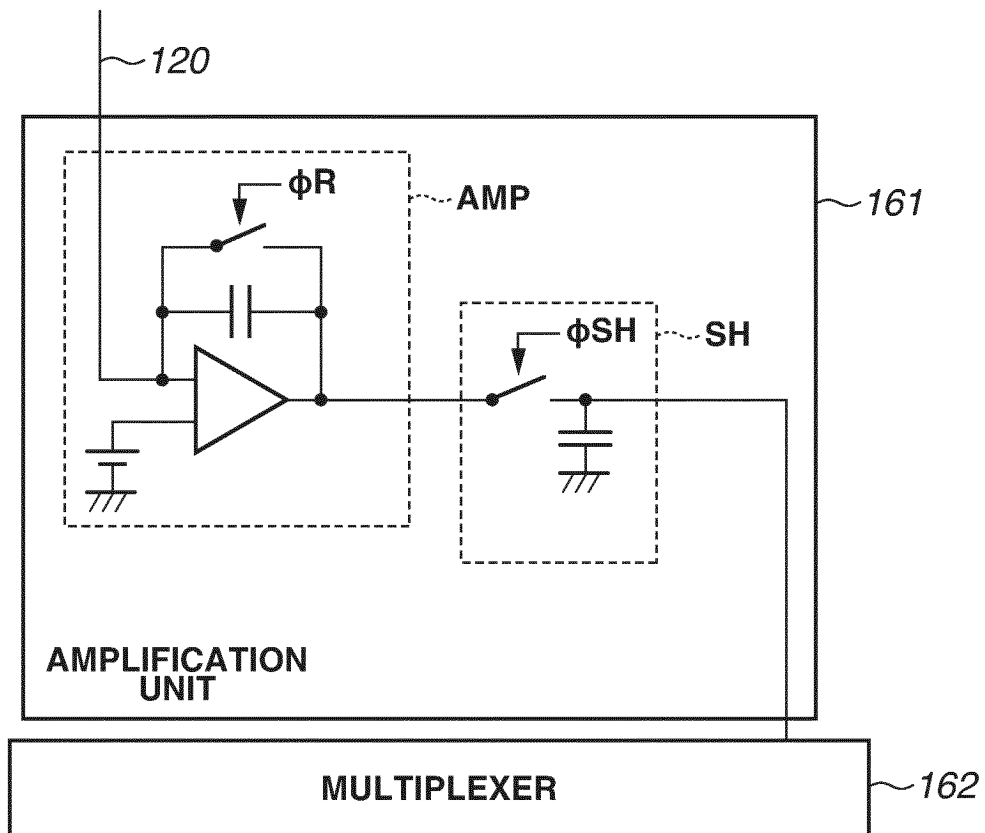 120
ϕR
AMP
161
ϕSH
SH
AMPLIFICATION
UNIT
MULTIPLEXER
162